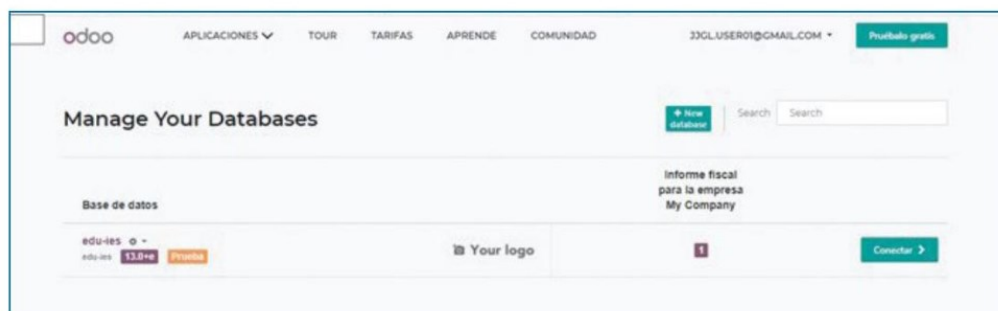 odoo APLICACIONES TOUR TARIFAS APRENDE COMUNIDAD JJGL.USER01@GMAIL.COM Pruébalo gratis
Manage Your Databases + New database Search Search
Base de datos Informe fiscal
para la empresa
My Company
edu-ies
edu-ies 13.0+e Prueba Your logo 1 Conectar